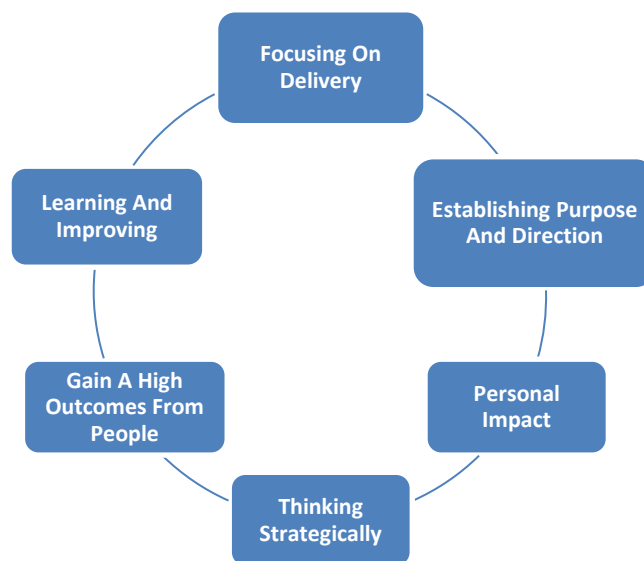 Focusing On
Delivery
Establishing Purpose
And Direction
Personal
Impact
Thinking
Strategically
Gain A High
Outcomes From
People
Learning And
Improving